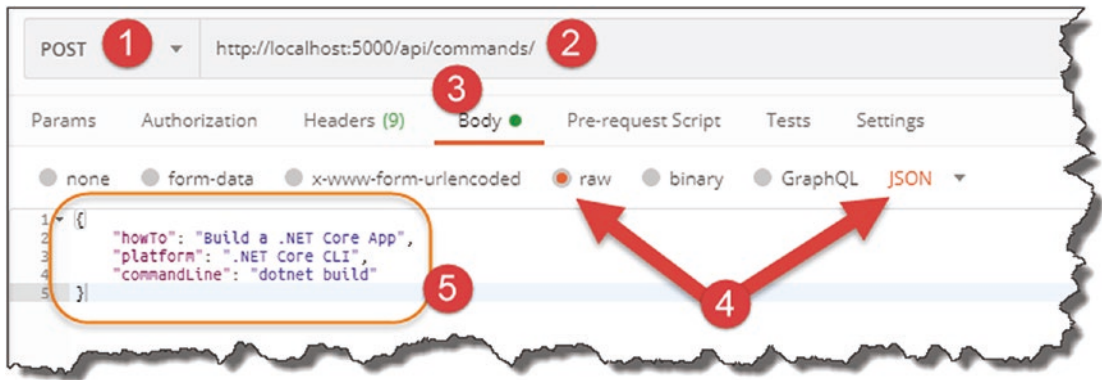 POST 1 http://localhost:5000/api/commands/ 2
3
Params Authorization Headers (9) Body Pre-request Script Tests Settings
none form-data x-www-form-urlencoded raw binary GraphQL JSON
1 {
2 "howTo": "Build a .NET Core App",
3 "platform": ".NET Core CLI",
4 "commandLine": "dotnet build"
5 }
5
4